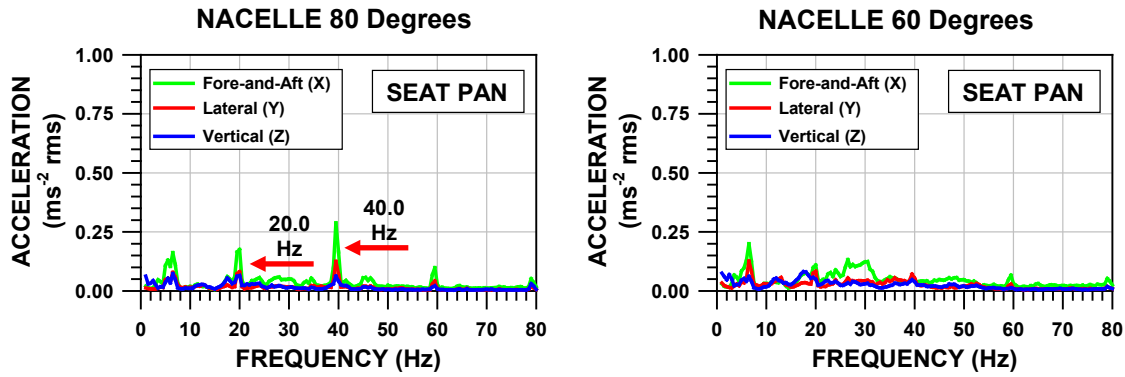 NACELLE 80 Degrees
ACCELERATION
(ms-2 rms)
1.00
0.75
0.50
0.25
0.00
Fore-and-Aft (X)
Lateral (Y)
Vertical (Z)
SEAT PAN
20.0
Hz
40.0
Hz
0 10 20 30 40 50 60 70 80
FREQUENCY (Hz)
NACELLE 60 Degrees
ACCELERATION
(ms-2 rms)
1.00
0.75
0.50
0.25
0.00
Fore-and-Aft (X)
Lateral (Y)
Vertical (Z)
SEAT PAN
0 10 20 30 40 50 60 70 80
FREQUENCY (Hz)